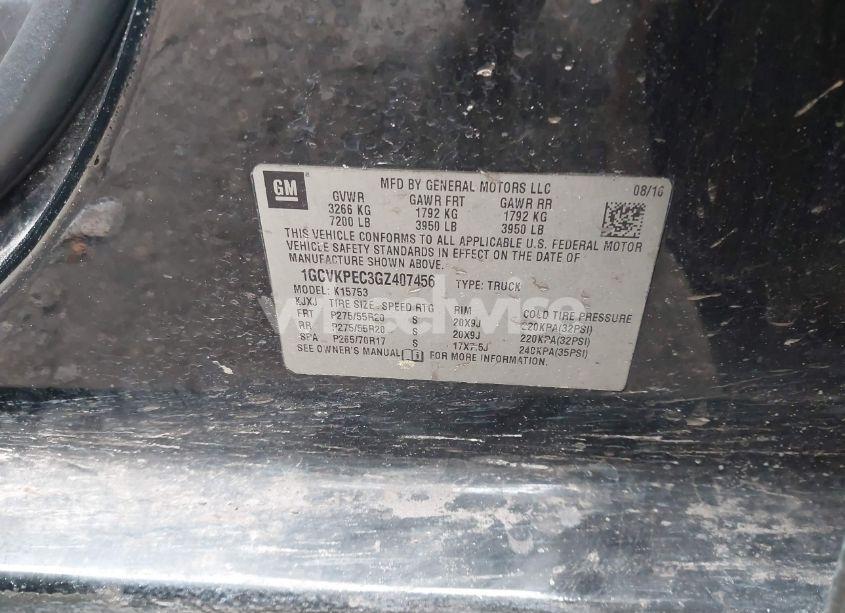 GM
MFD BY GENERAL MOTORS LLC
08/16
GVWR GAWR FRT GAWR RR
3266 KG 1792 KG 1792 KG
7200 LB 3950 LB 3950 LB
THIS VEHICLE CONFORMS TO ALL APPLICABLE U.S. FEDERAL MOTOR
VEHICLE SAFETY STANDARDS IN EFFECT ON THE DATE OF
MANUFACTURE SHOWN ABOVE.
1GCVKPEC3GZ407456 TYPE: TRUCK
MODEL: K15753
XJXJ TIRE SIZE SPEED RTG RIM COLD TIRE PRESSURE
FRT P275/55R20 S 20X9J 220KPA(32PSI)
RR P275/55R20 S 20X9J 220KPA(32PSI)
SPA P265/70R17 S 17X7.5J 240KPA(35PSI)
SEE OWNER'S MANUAL FOR MORE INFORMATION.